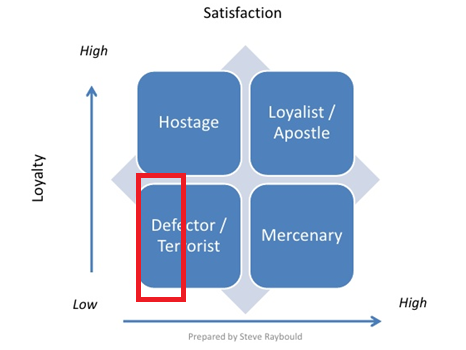 Satisfaction
High
Hostage
Loyalist /
Apostle
Loyalty
Defector /
Terrorist
Mercenary
Low
High
Prepared by Steve Raybould